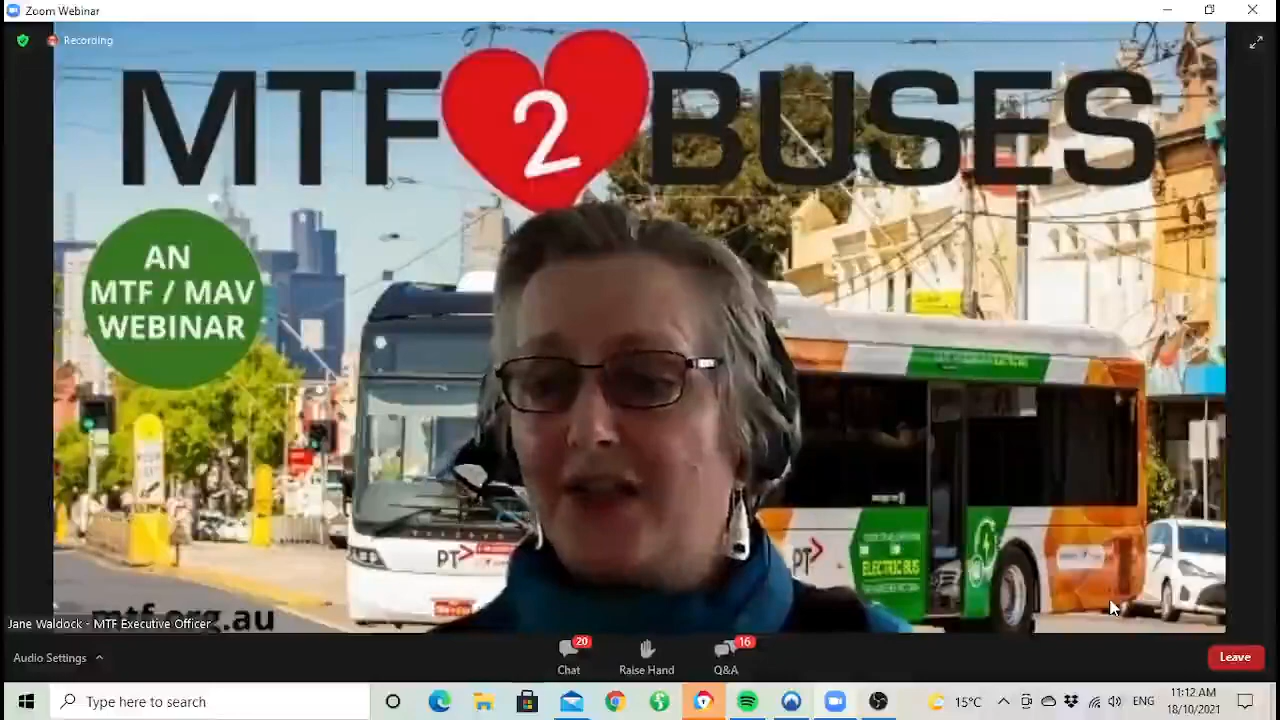 Zoom Webinar
Recording
MTF 2 BUSES
AN
MTF / MAV
WEBINAR
PT>
PT>
ELECTRIC BUS
mtf.org.au
Jane Waldock - MTF Executive Officer
Audio Settings
20
Chat
Raise Hand
16
Q&A
Leave
Type here to search
15°C
ENG
11:12 AM
18/10/2021